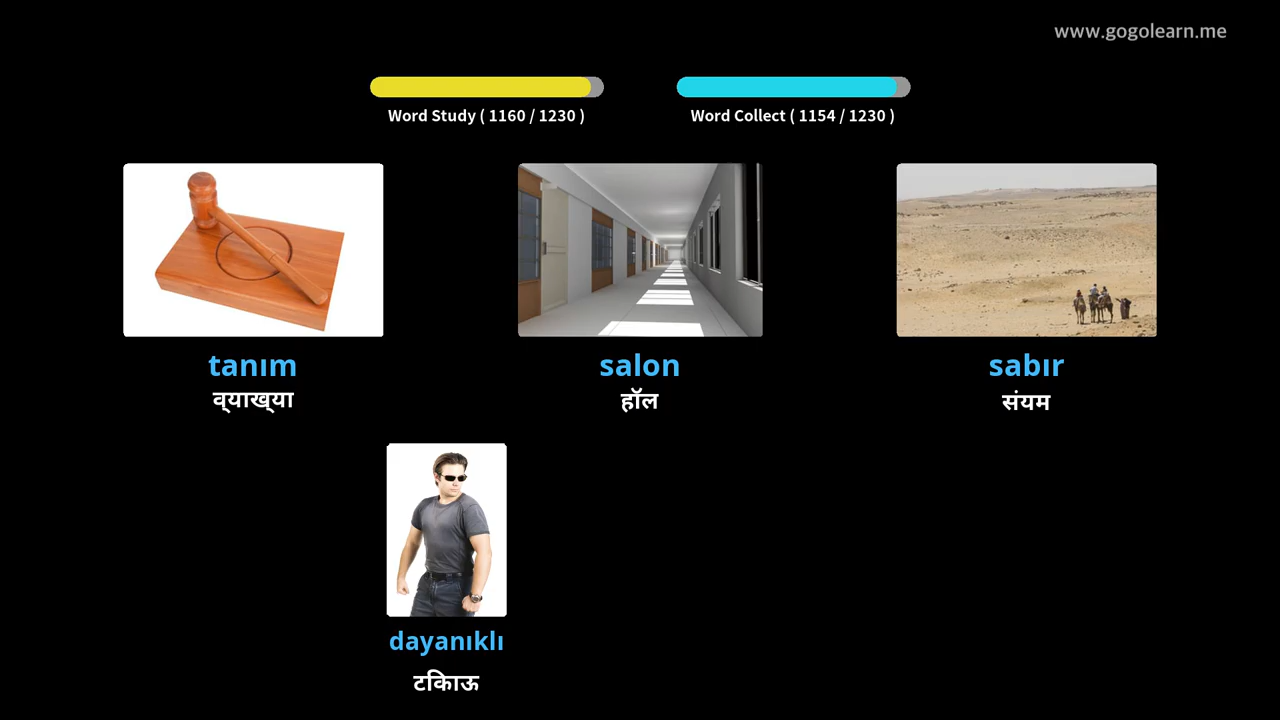 www.gogolearn.me
Word Study ( 1160 / 1230 )
Word Collect ( 1154 / 1230 )
tanım
व्याख्या
salon
हॉल
sabır
संयम
dayanıklı
टिकाऊ